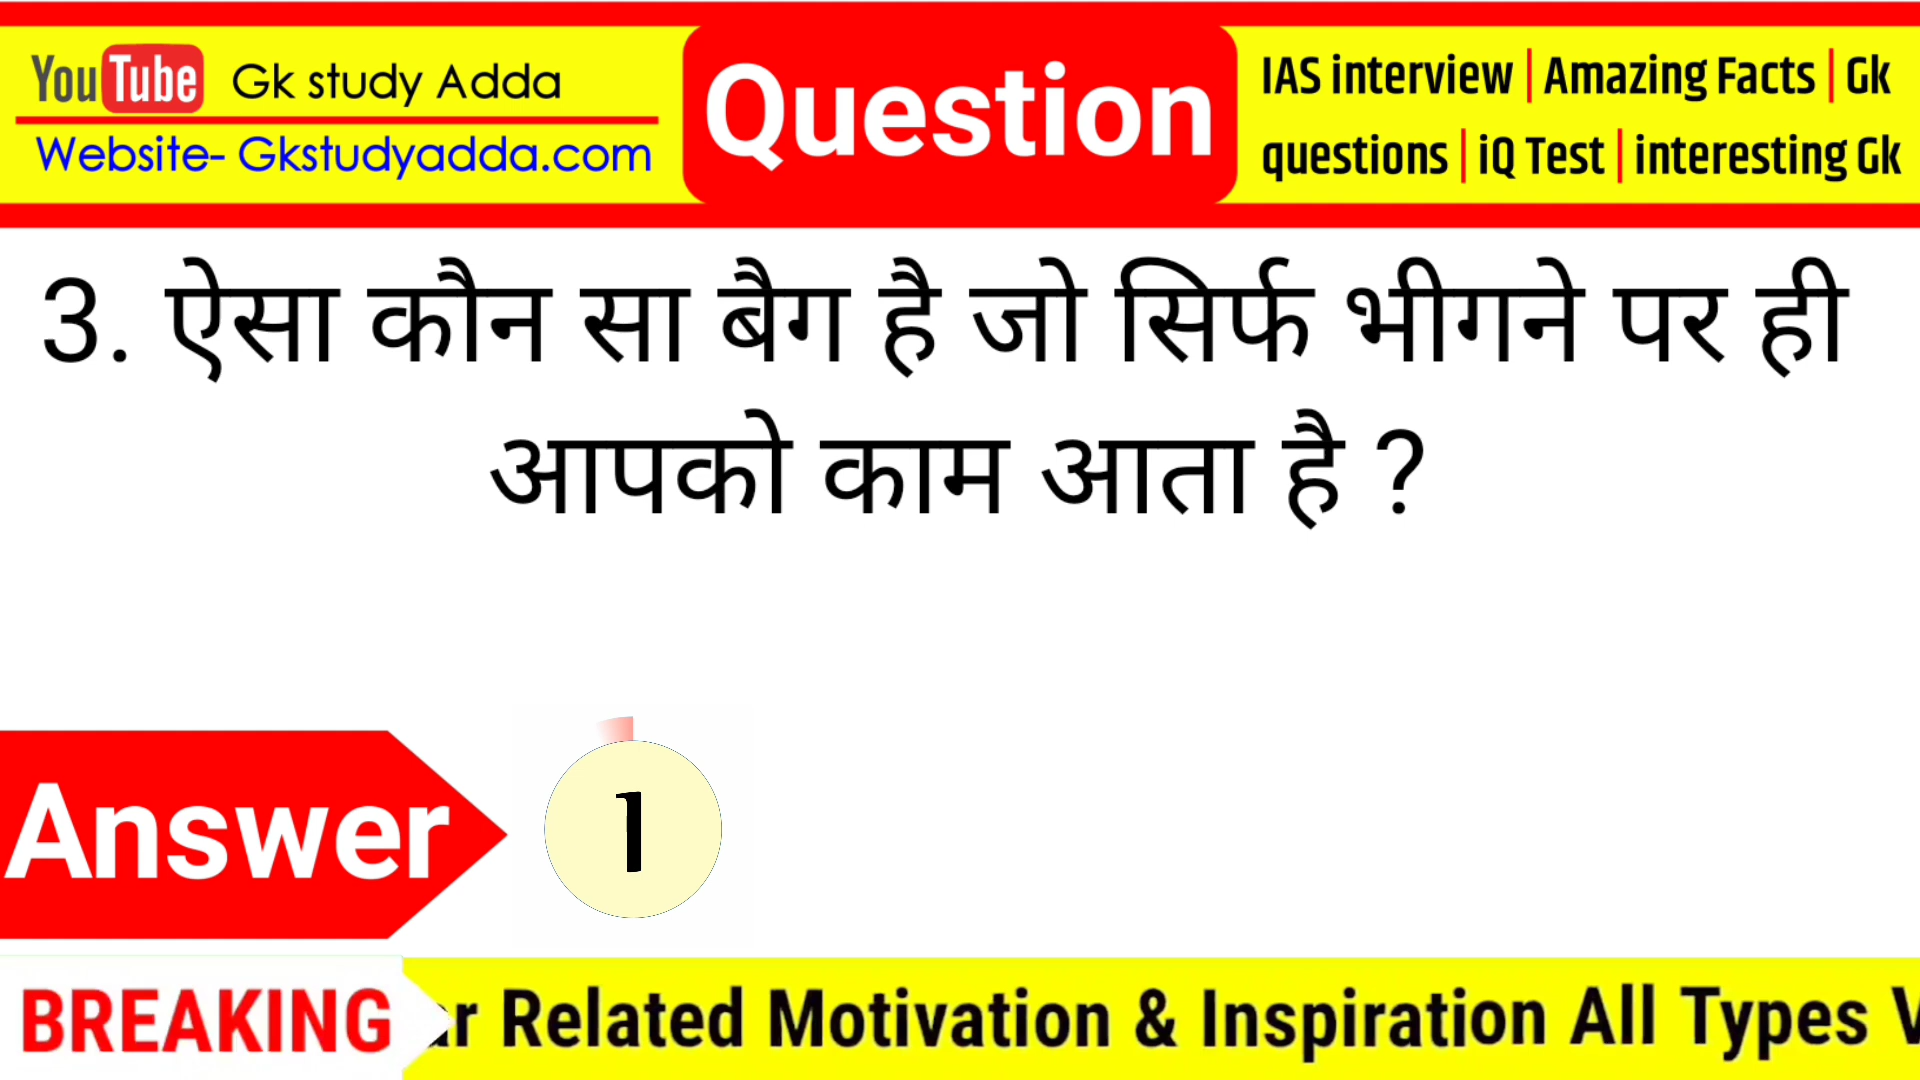 YouTube Gk study Adda
Website- Gkstudyadda.com
Question
IAS interview | Amazing Facts | Gk
questions | iQ Test | interesting Gk
3. ऐसा कौन सा बैग है जो सिर्फ भीगने पर ही
आपको काम आता है ?
Answer
1
BREAKING
Related Motivation & Inspiration All Types